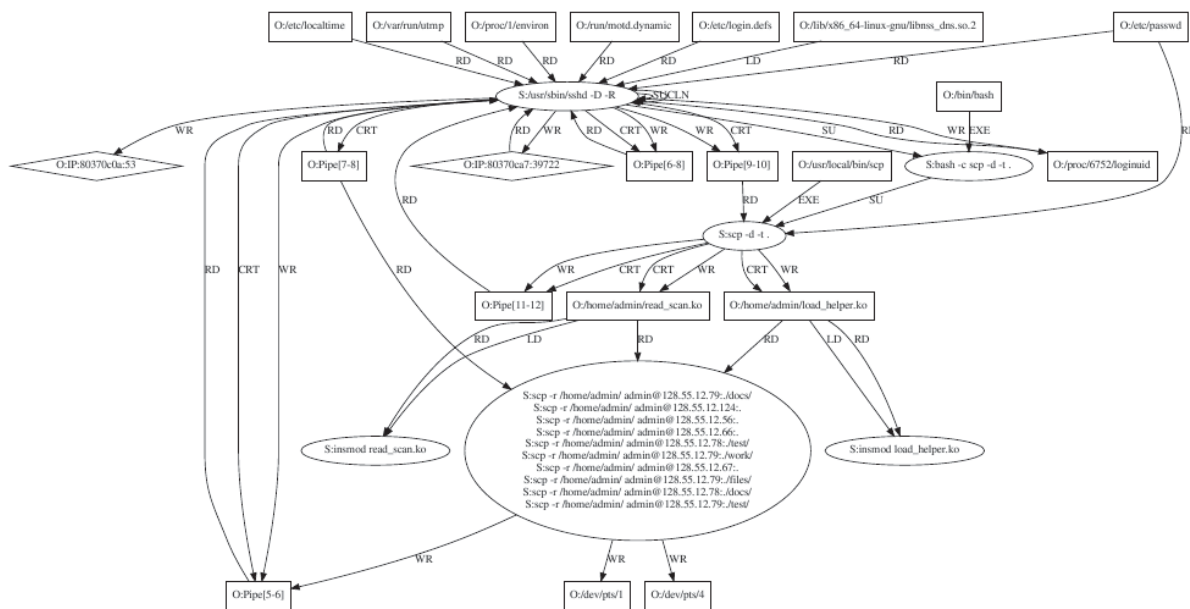 O:/etc/localtime
O:/var/run/utmp
O:/proc/1/environ
O:/run/motd.dynamic
O:/etc/login.defs
O:/lib/x86_64-linux-gnu/libnss_dns.so.2
O:/etc/passwd
RD
RD
RD
RD
RD
LD
RD
S:/usr/sbin/sshd -D -R
CLN
O:/bin/bash
RD
WR
RD
CRT
RD
WR
RD
CRT
WR
WR
CRT
SU
RD
WR
EXE
O:IP:80370c0a:53
O:Pipe[7-8]
O:IP:80370ca7:39722
O:Pipe[6-8]
O:Pipe[9-10]
O:/usr/local/bin/scp
S:bash -c scp -d -t .
O:/proc/6752/loginuid
RD
RD
EXE
SU
S:scp -d -t .
RD
CRT
WR
RD
WR
CRT
CRT
WR
CRT
WR
O:Pipe[11-12]
O:/home/admin/read_scan.ko
O:/home/admin/load_helper.ko
RD
LD
RD
RD
LD
RD
S:scp -r /home/admin/ admin@128.55.12.79:./docs/
S:scp -r /home/admin/ admin@128.55.12.124:.
S:scp -r /home/admin/ admin@128.55.12.56:.
S:scp -r /home/admin/ admin@128.55.12.66:.
S:scp -r /home/admin/ admin@128.55.12.78:./test/
S:scp -r /home/admin/ admin@128.55.12.79:./work/
S:scp -r /home/admin/ admin@128.55.12.67:.
S:scp -r /home/admin/ admin@128.55.12.79:./files/
S:scp -r /home/admin/ admin@128.55.12.78:./docs/
S:scp -r /home/admin/ admin@128.55.12.79:./test/
S:insmod read_scan.ko
S:insmod load_helper.ko
WR
WR
WR
O:Pipe[5-6]
O:/dev/pts/1
O:/dev/pts/4